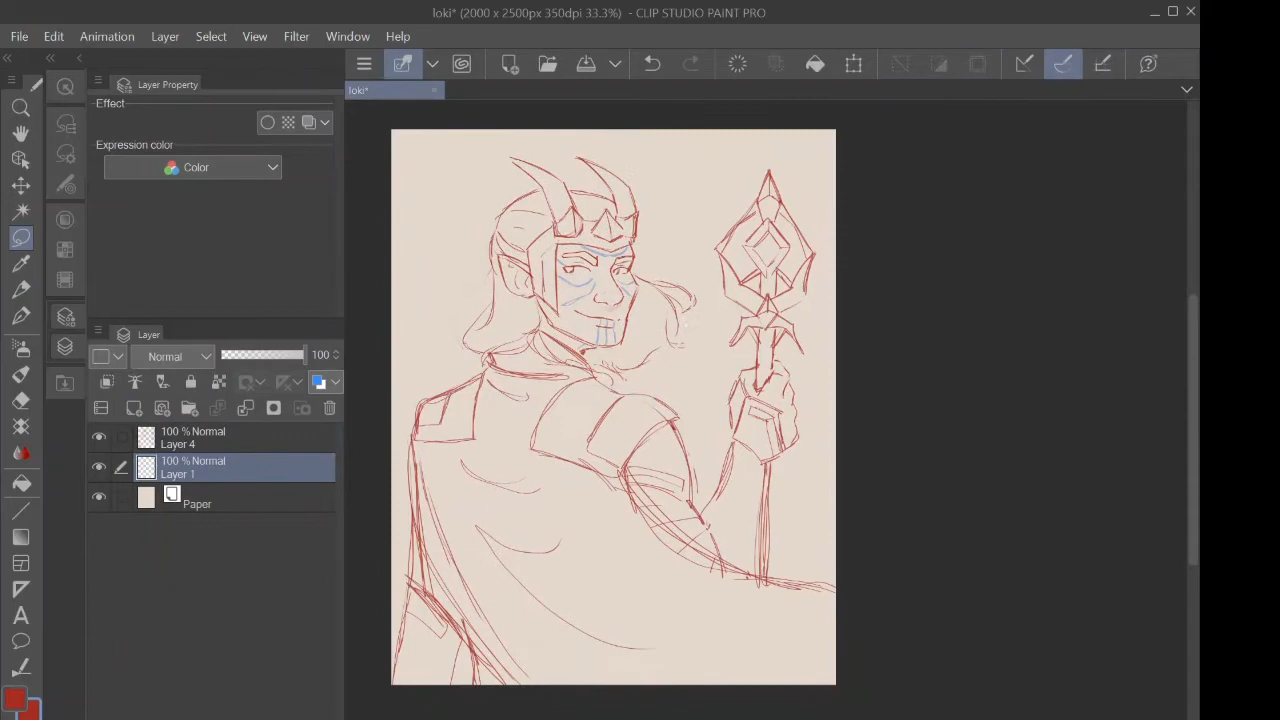 loki* (2000 x 2500px 350dpi 33.3%) - CLIP STUDIO PAINT PRO
File Edit Animation Layer Select View Filter Window Help
loki*
Layer Property
Effect
Expression color
Color
Layer
Normal 100
100 % Normal
Layer 4
100 % Normal
Layer 1
Paper